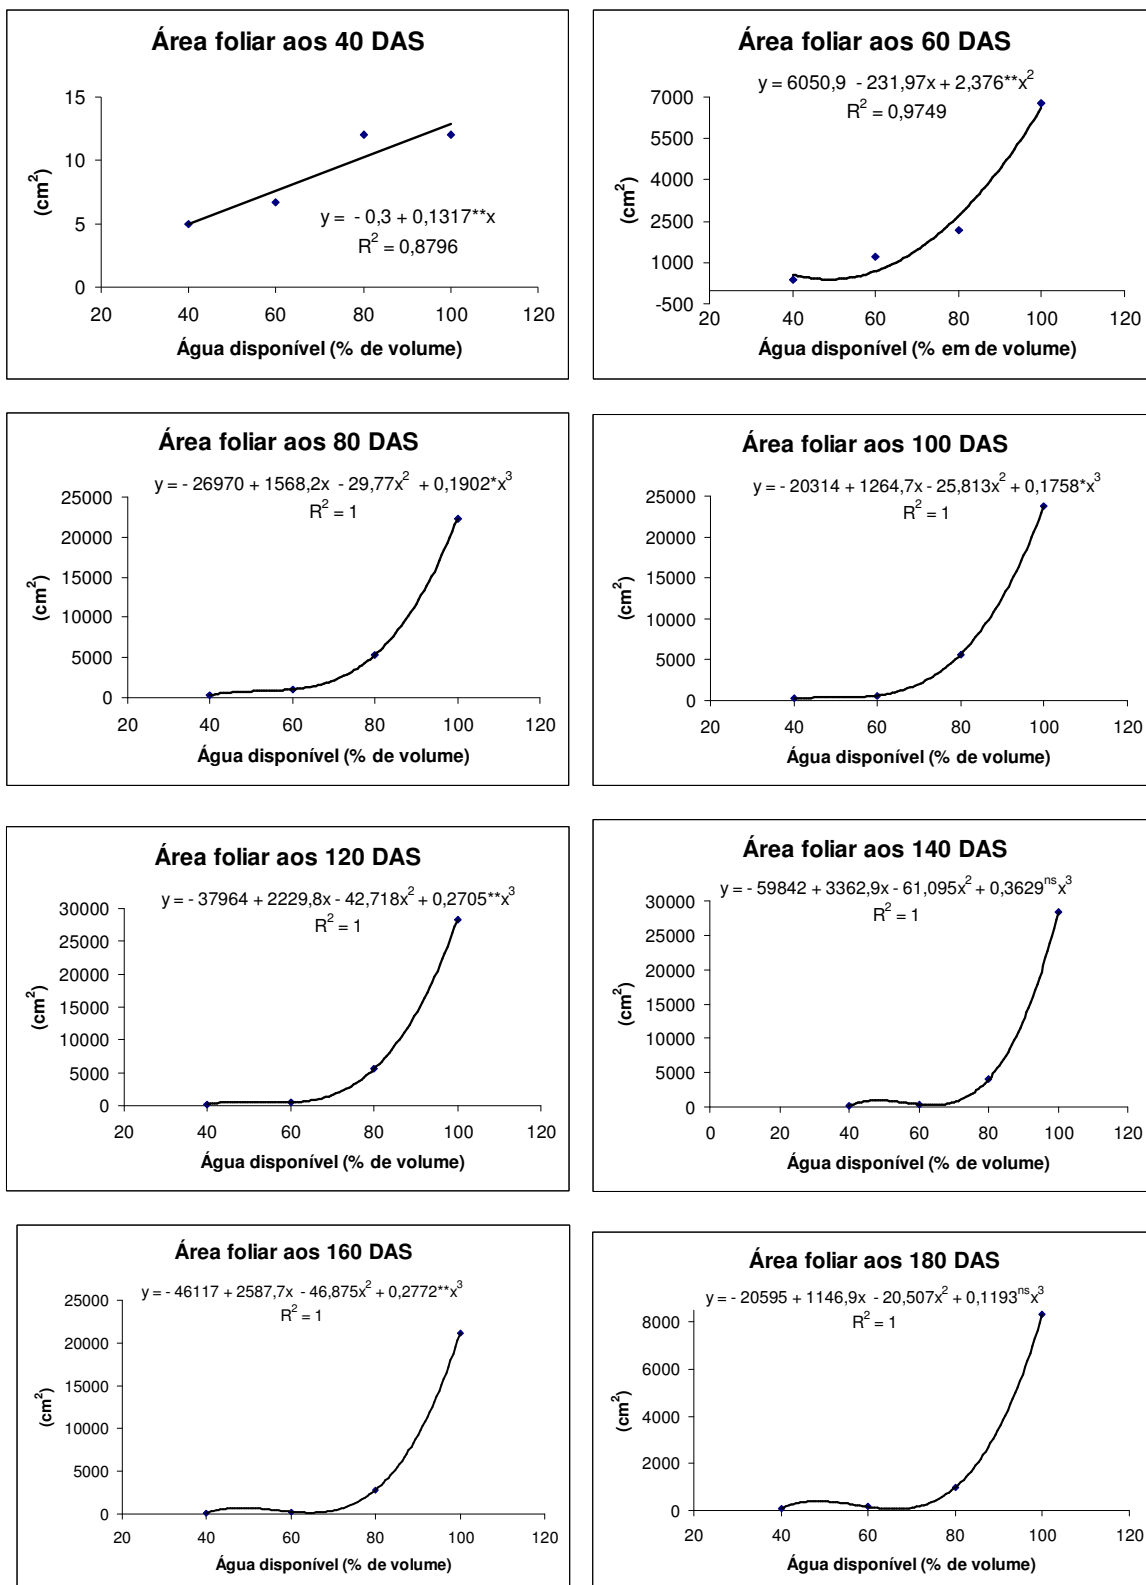 Área foliar aos 40 DAS
15
10
5
0
(cm²)
y = - 0,3 + 0,1317**x
R² = 0,8796
20 40 60 80 100 120
Água disponível (% de volume)
Área foliar aos 60 DAS
y = 6050,9 - 231,97x + 2,376**x²
R² = 0,9749
7000
5500
4000
2500
1000
-500
(cm²)
20 40 60 80 100 120
Água disponível (% em de volume)
Área foliar aos 80 DAS
y = - 26970 + 1568,2x - 29,77x² + 0,1902*x³
R² = 1
25000
20000
15000
10000
5000
0
(cm²)
20 40 60 80 100 120
Água disponível (% de volume)
Área foliar aos 100 DAS
y = - 20314 + 1264,7x - 25,813x² + 0,1758*x³
R² = 1
25000
20000
15000
10000
5000
0
(cm²)
20 40 60 80 100 120
Água disponível (% de volume)
Área foliar aos 120 DAS
y = - 37964 + 2229,8x - 42,718x² + 0,2705**x³
R² = 1
30000
25000
20000
15000
10000
5000
0
(cm²)
20 40 60 80 100 120
Água disponível (% de volume)
Área foliar aos 140 DAS
y = - 59842 + 3362,9x - 61,095x² + 0,3629ⁿˢx³
R² = 1
30000
25000
20000
15000
10000
5000
0
(cm²)
0 20 40 60 80 100 120
Água disponível (% de volume)
Área foliar aos 160 DAS
y = - 46117 + 2587,7x - 46,875x² + 0,2772**x³
R² = 1
25000
20000
15000
10000
5000
0
(cm²)
20 40 60 80 100 120
Água disponível (% de volume)
Área foliar aos 180 DAS
y = - 20595 + 1146,9x - 20,507x² + 0,1193ⁿˢx³
R² = 1
8000
6000
4000
2000
0
(cm²)
20 40 60 80 100 120
Água disponível (% de volume)